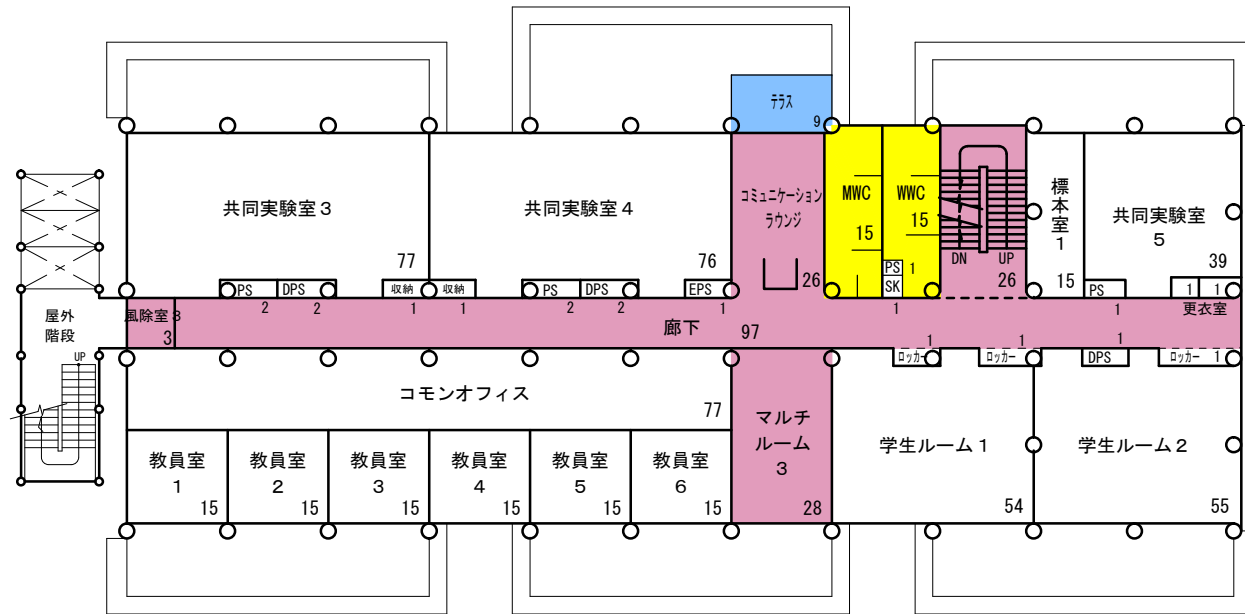 テラス
9
共同実験室3
77
共同実験室4
76
コミュニケーション
ラウンジ
26
MWC
15
WWC
15
PS
1
SK
DN
UP
26
標本室1
15
共同実験室
5
39
PS
DPS
収納
収納
PS
DPS
EPS
PS
1
1
2
2
1
1
2
2
1
1
1
更衣室
屋外
階段
UP
風除室3
3
廊下
97
1
1
1
ロッカー
ロッカー
DPS
ロッカー
コモンオフィス
77
マルチ
ルーム
3
28
学生ルーム1
54
学生ルーム2
55
教員室
1
15
教員室
2
15
教員室
3
15
教員室
4
15
教員室
5
15
教員室
6
15